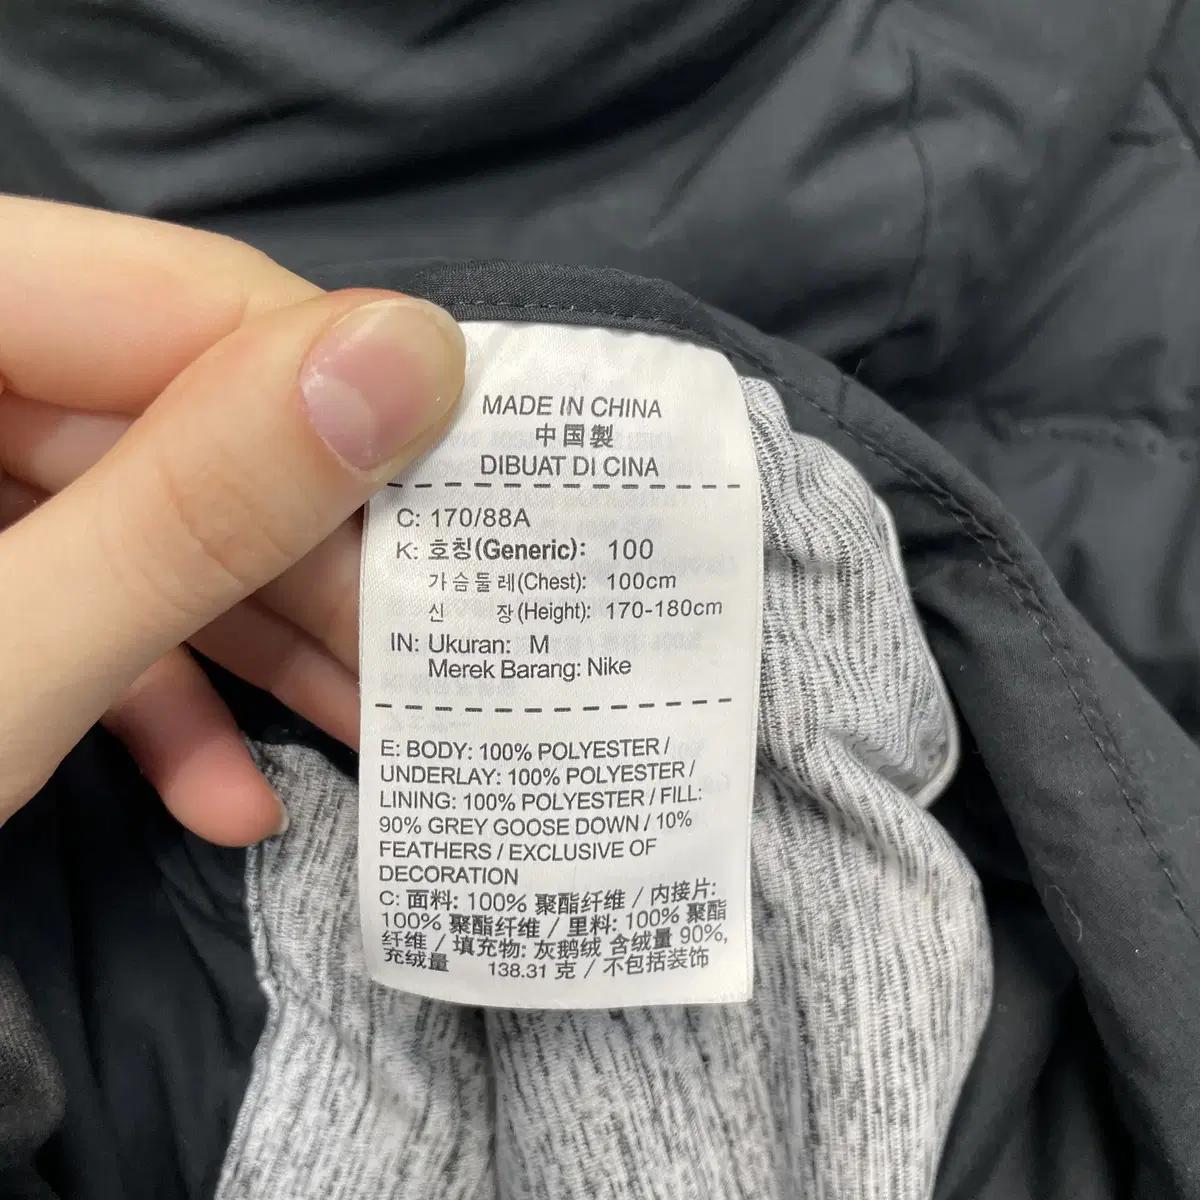 MADE IN CHINA
中国製
DIBUAT DI CINA
C: 170/88A
K: 호칭(Generic): 100
가슴둘레(Chest): 100cm
신 장(Height): 170-180cm
IN: Ukuran: M
Merek Barang: Nike
E: BODY: 100% POLYESTER /
UNDERLAY: 100% POLYESTER /
LINING: 100% POLYESTER / FILL:
90% GREY GOOSE DOWN / 10%
FEATHERS / EXCLUSIVE OF
DECORATION
C: 面料: 100% 聚酯纤维 / 内接片:
100% 聚酯纤维 / 里料: 100% 聚酯
纤维 / 填充物: 灰鹅绒 含绒量 90%,
充绒量 138.31 克 / 不包括装饰